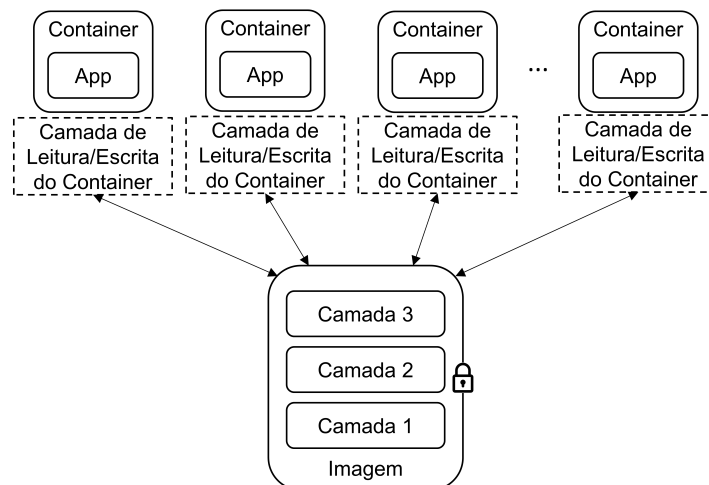 Container
App
Camada de
Leitura/Escrita
do Container
Container
App
Camada de
Leitura/Escrita
do Container
Container
App
Camada de
Leitura/Escrita
do Container
...
Container
App
Camada de
Leitura/Escrita
do Container
Camada 3
Camada 2
Camada 1
Imagem